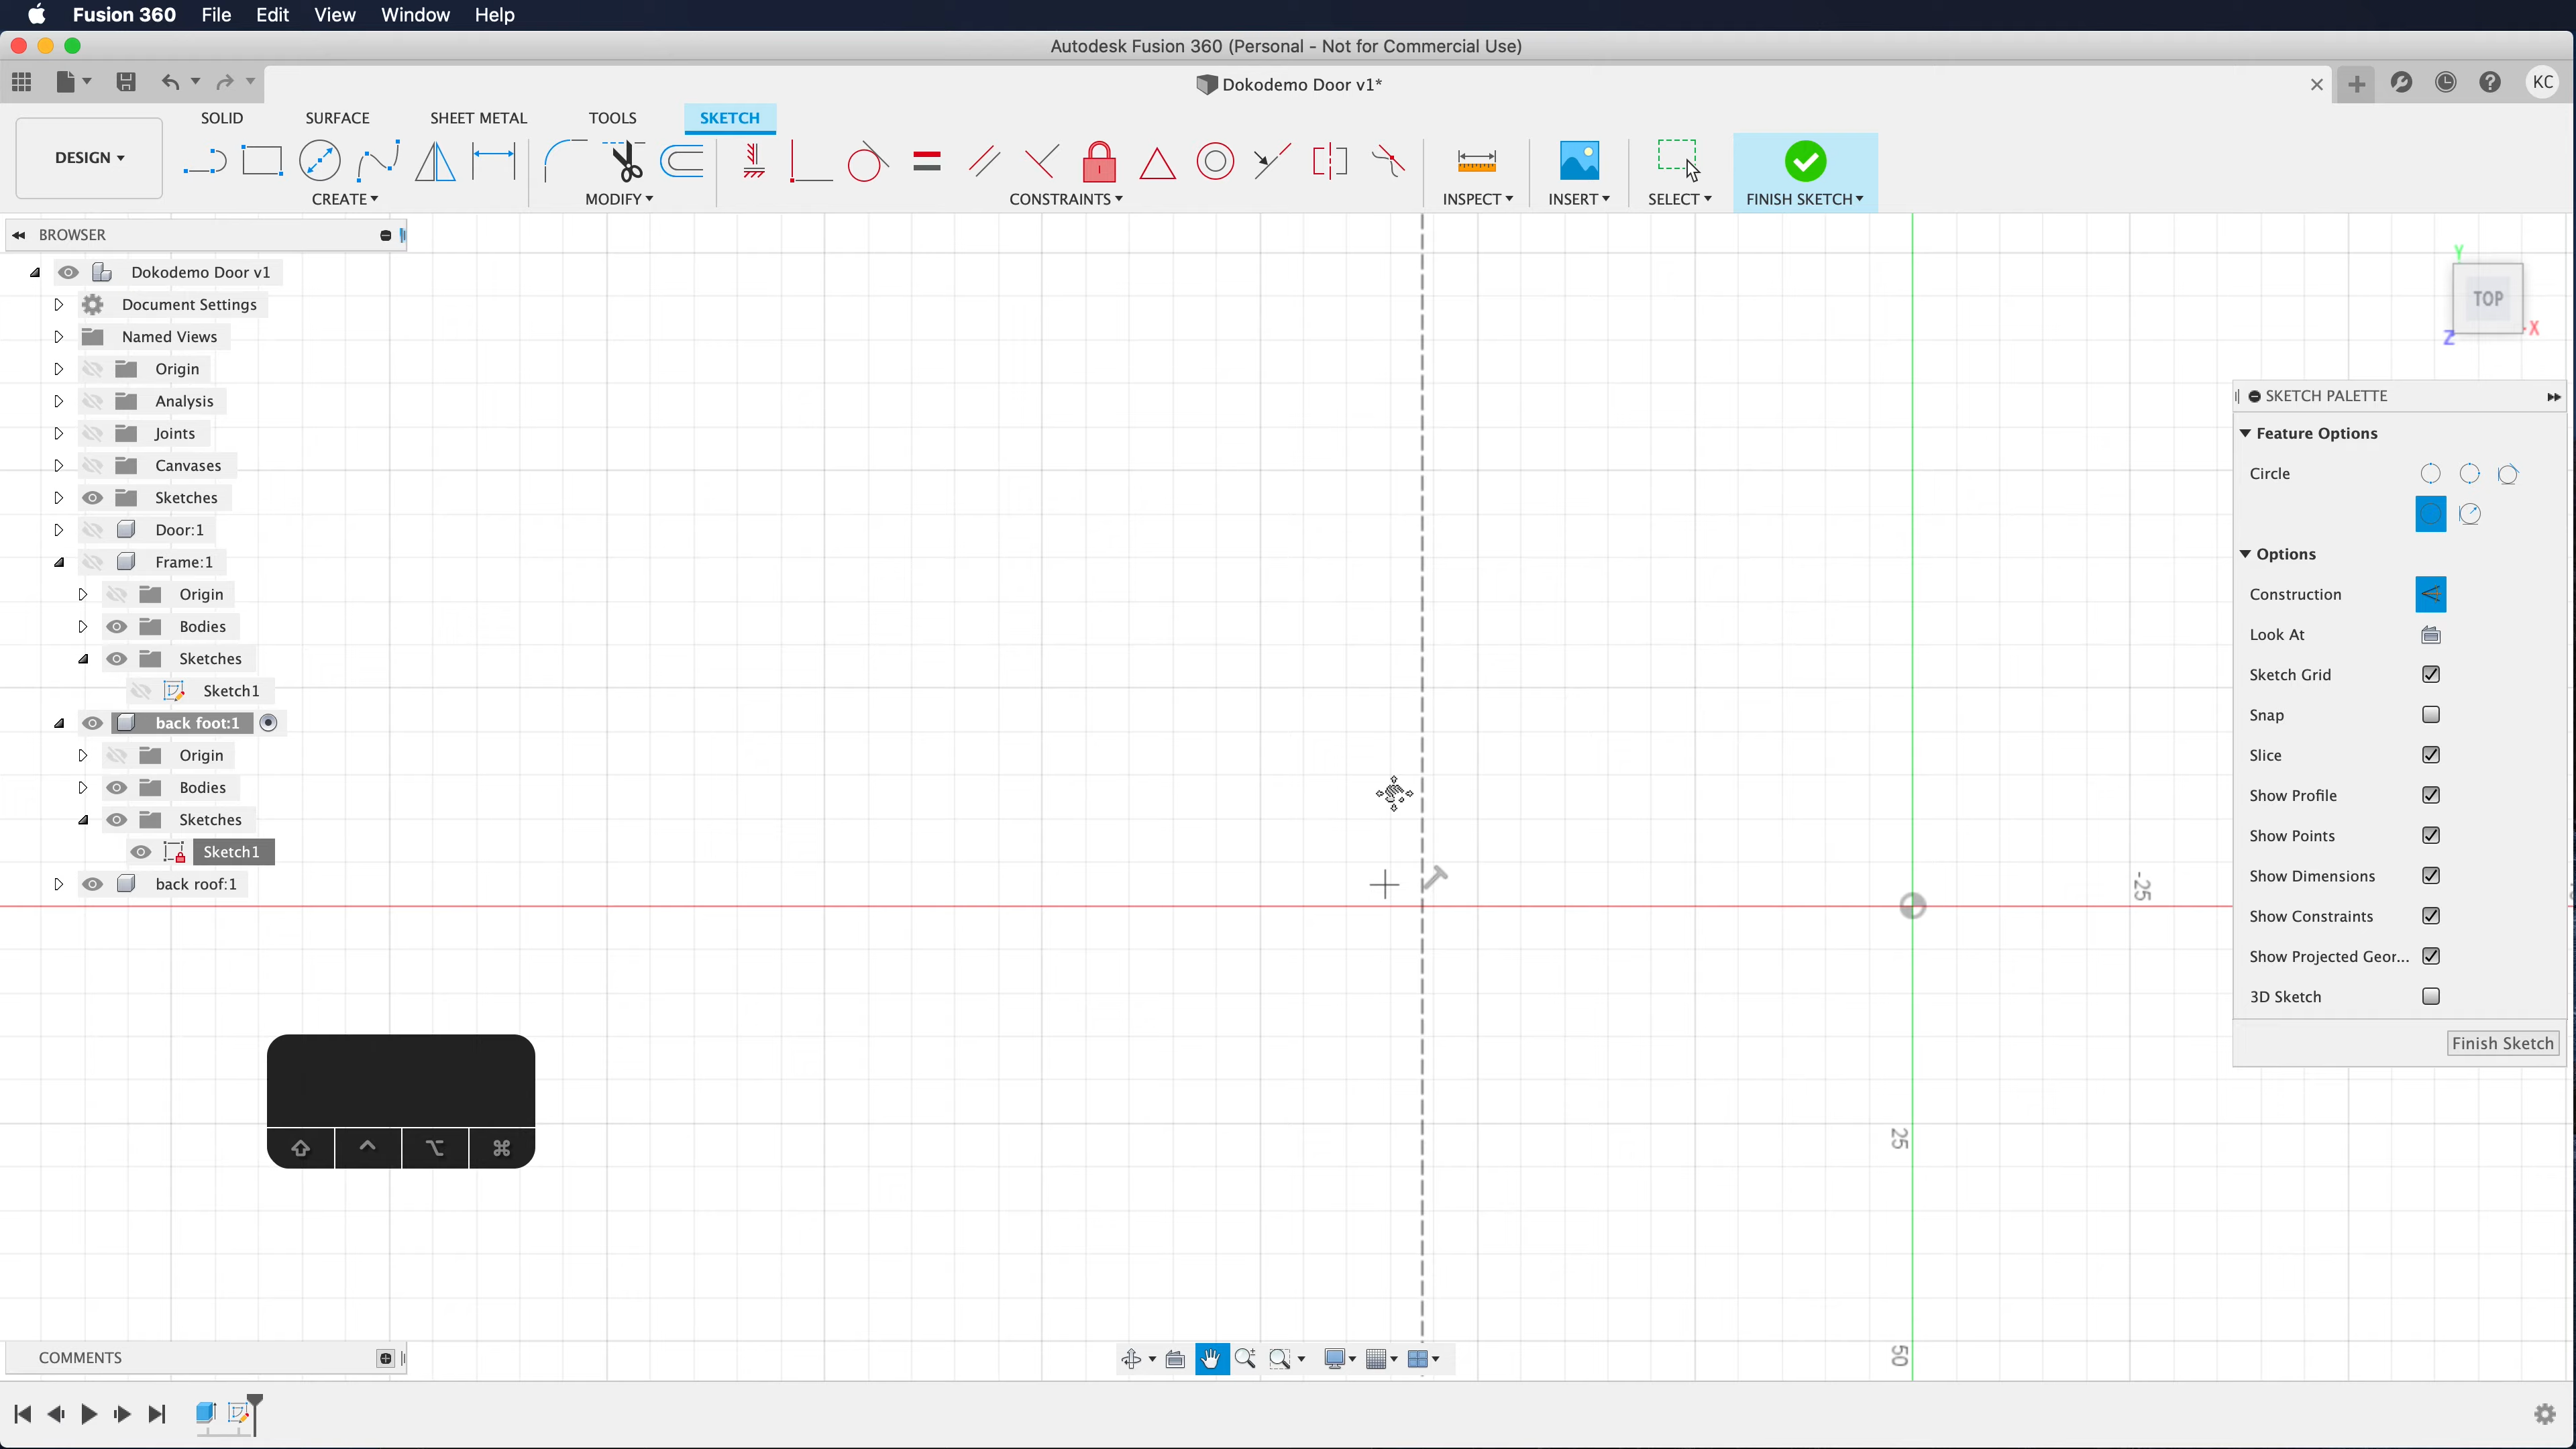 Fusion 360 File Edit View Window Help
Autodesk Fusion 360 (Personal - Not for Commercial Use)
Dokodemo Door v1*
KC
SOLID SURFACE SHEET METAL TOOLS SKETCH
DESIGN
CREATE MODIFY CONSTRAINTS INSPECT INSERT SELECT FINISH SKETCH
BROWSER
Dokodemo Door v1
Document Settings
Named Views
Origin
Analysis
Joints
Canvases
Sketches
Door:1
Frame:1
Origin
Bodies
Sketches
Sketch1
back foot:1
Origin
Bodies
Sketches
Sketch1
back roof:1
Y
TOP
X
Z
SKETCH PALETTE
Feature Options
Circle
Options
Construction
Look At
Sketch Grid
Snap
Slice
Show Profile
Show Points
Show Dimensions
Show Constraints
Show Projected Geor...
3D Sketch
Finish Sketch
-25
25
50
⇧ ^ ⌥ ⌘
COMMENTS